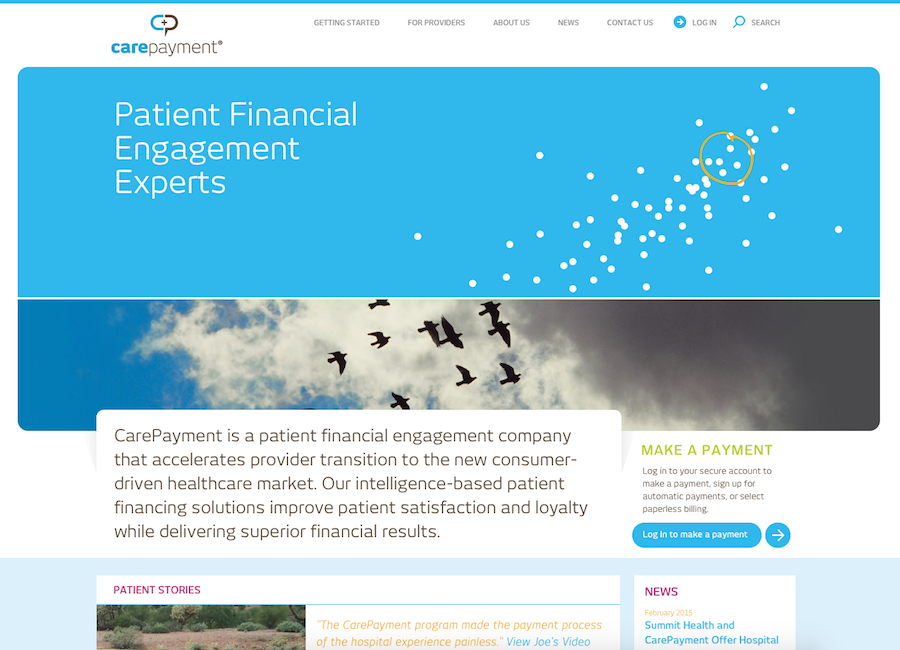 GETTING STARTED
FOR PROVIDERS
ABOUT US
NEWS
CONTACT US
LOG IN
SEARCH
carepayment®
Patient Financial
Engagement
Experts
CarePayment is a patient financial engagement company
that accelerates provider transition to the new consumer-
driven healthcare market. Our intelligence-based patient
financing solutions improve patient satisfaction and loyalty
while delivering superior financial results.
MAKE A PAYMENT
Log in to your secure account to
make a payment, sign up for
automatic payments, or select
paperless billing.
Log In to make a payment
PATIENT STORIES
"The CarePayment program made the payment process
of the hospital experience painless." View Joe's Video
NEWS
February 2015
Summit Health and
CarePayment Offer Hospital